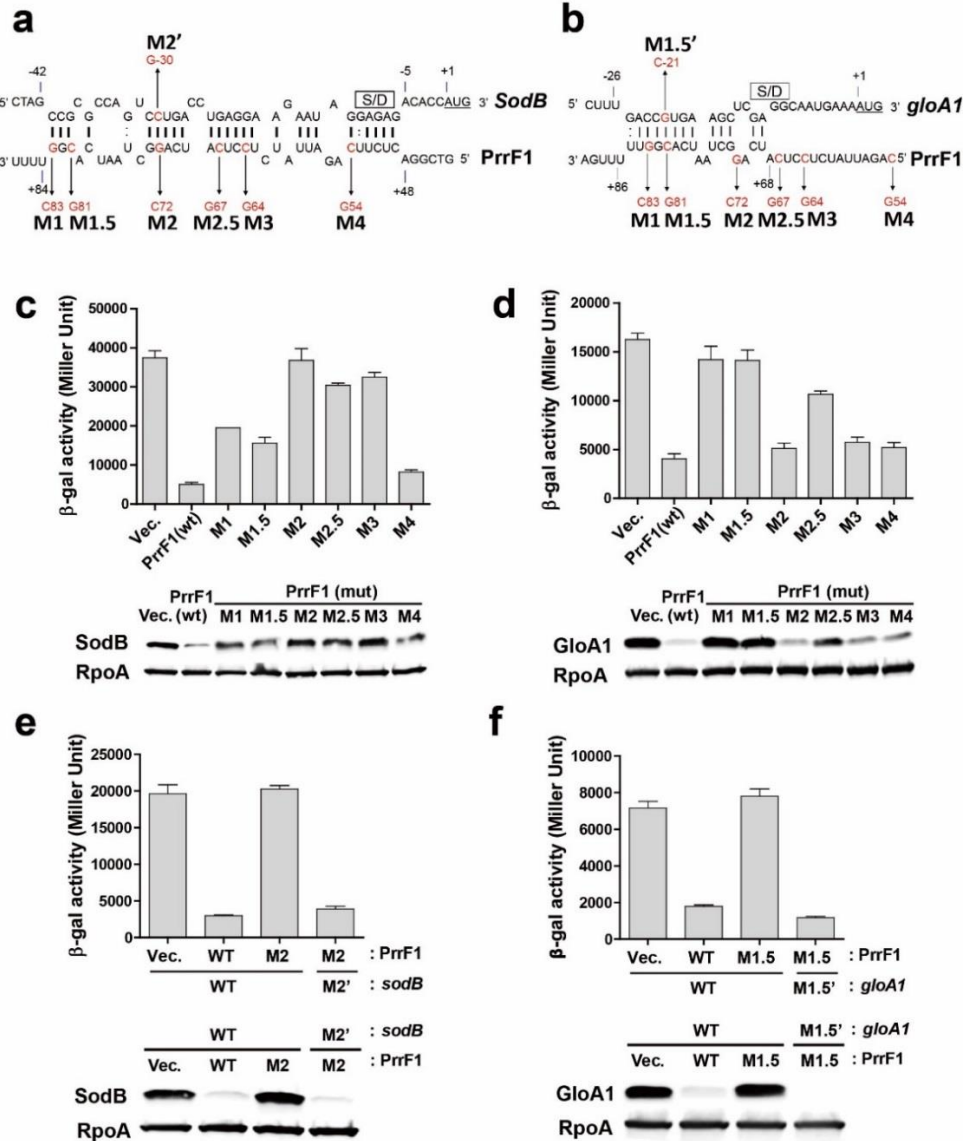 a
M2'
G-30
-42 -5 +1
S/D
5' CTAG C CCA U CC G A ACACCAUG 3' SodB
CCG G G CCUGA UGAGGA A AAU GGAGAG
GGC C U GGACU ACUCCU A UUA CUUCUC
3'UUUU AGGCTG 5' PrrF1
+84 +48
C83 G81 C72 G67 G64 G54
M1 M1.5 M2 M2.5 M3 M4
b
M1.5'
C-21
-26 +1
S/D
5' CUUU UC GGCAAUGAAAAUG 3' gloA1
GACCGUGA AGC GA
UUGGCACU UCG CU
3' AGUUU AA G ACUCCUCUAUUAGAC 5' PrrF1
+86 +68
C83 G81 C72 G67 G64 G54
M1 M1.5 M2 M2.5 M3 M4
c
β-gal activity (Miller Unit)
50000
40000
30000
20000
10000
0
Vec. PrrF1(wt) M1 M1.5 M2 M2.5 M3 M4
PrrF1 PrrF1 (mut)
Vec. (wt) M1 M1.5 M2 M2.5 M3 M4
SodB
RpoA
d
β-gal activity (Miller Unit)
20000
15000
10000
5000
0
Vec. PrrF1(wt) M1 M1.5 M2 M2.5 M3 M4
PrrF1 PrrF1 (mut)
Vec. (wt) M1 M1.5 M2 M2.5 M3 M4
GloA1
RpoA
e
β-gal activity (Miller Unit)
25000
20000
15000
10000
5000
0
Vec. WT M2 M2 : PrrF1
WT M2' : sodB
WT M2' : sodB
Vec. WT M2 M2 : PrrF1
SodB
RpoA
f
β-gal activity (Miller Unit)
10000
8000
6000
4000
2000
0
Vec. WT M1.5 M1.5 : PrrF1
WT M1.5' : gloA1
WT M1.5' : gloA1
Vec. WT M1.5 M1.5 : PrrF1
GloA1
RpoA